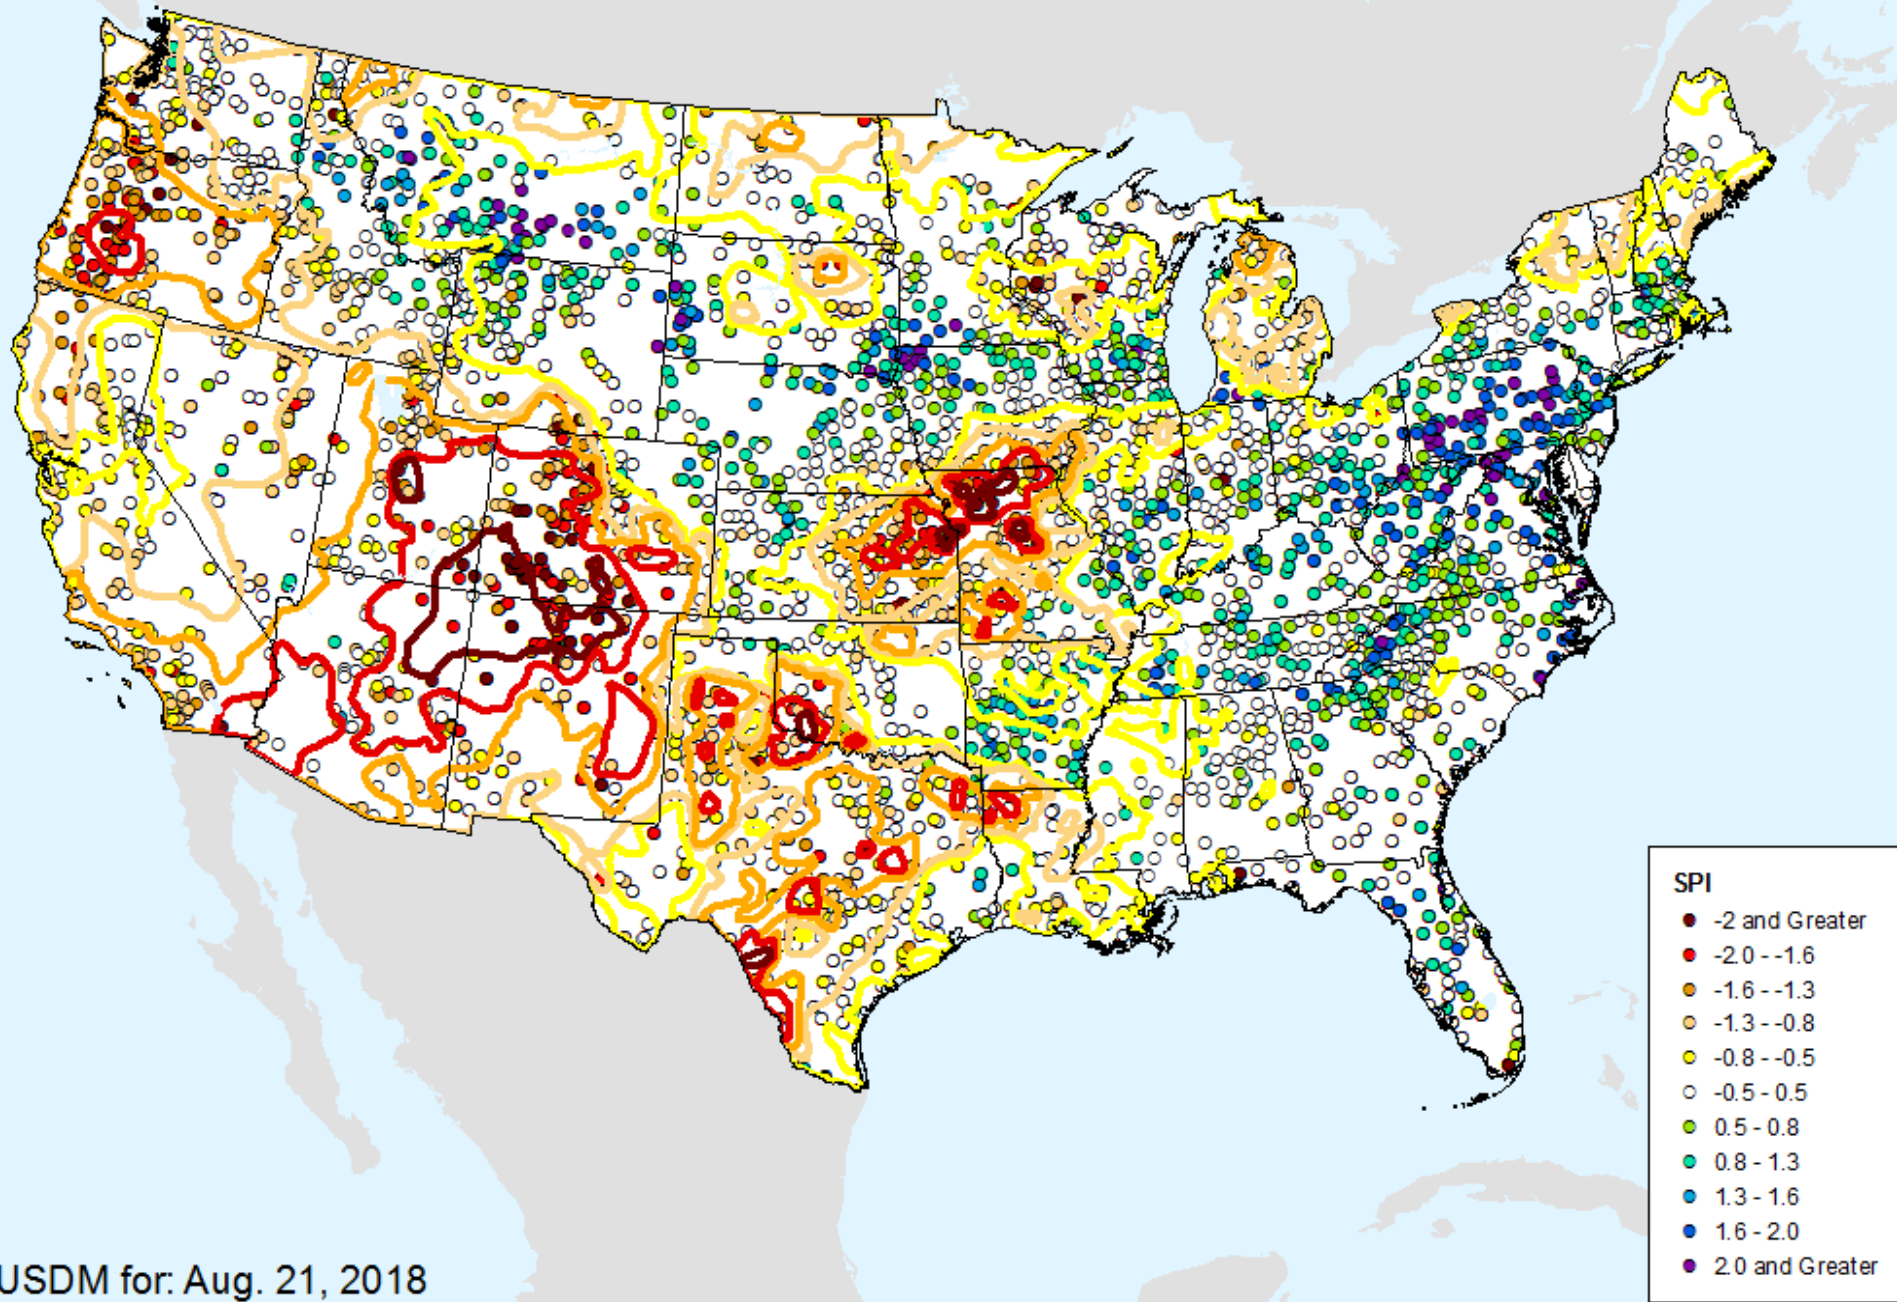 SPI
-2 and Greater
-2.0 - -1.6
-1.6 - -1.3
-1.3 - -0.8
-0.8 - -0.5
-0.5 - 0.5
0.5 - 0.8
0.8 - 1.3
1.3 - 1.6
1.6 - 2.0
2.0 and Greater
USDM for: Aug. 21, 2018